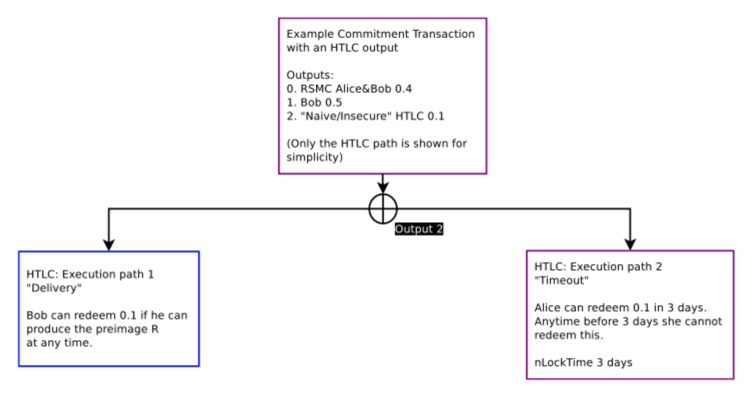 Example Commitment Transaction
with an HTLC output
Outputs:
0. RSMC Alice&Bob 0.4
1. Bob 0.5
2. "Naive/Insecure" HTLC 0.1
(Only the HTLC path is shown for
simplicity)
Output 2
HTLC: Execution path 1
"Delivery"
Bob can redeem 0.1 if he can
produce the preimage R
at any time.
HTLC: Execution path 2
"Timeout"
Alice can redeem 0.1 in 3 days.
Anytime before 3 days she cannot
redeem this.
nLockTime 3 days